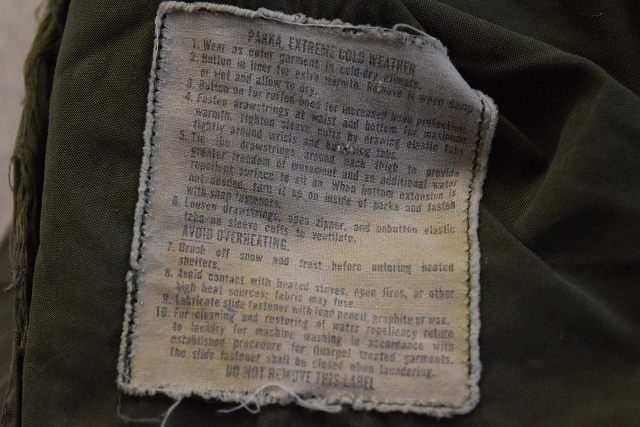 PARKA, EXTREME COLD WEATHER
1. Wear as outer garment in cold-dry climate.
2. Button in liner for extra warmth. Remove it when damp
or wet and allow to dry.
3. Button on fur ruffed hood for increased head protection.
4. Fasten drawstrings at waist and bottom for maximum
warmth. Tighten sleeve cuffs by drawing elastic tabs
tightly around wrists and buttoning tabs.
5. Tie the drawstrings around each thigh to provide
greater freedom of movement and an additional water
repellent surface to sit on. When bottom extension is
not needed, turn it up on inside of parka and fasten
with snap fasteners.
6. Loosen drawstrings, open zipper, and unbutton elastic
tabs on sleeve cuffs to ventilate.
AVOID OVERHEATING.
7. Brush off snow and frost before entering heated
shelters.
8. Avoid contact with heated stoves, open fires, or other
high heat sources; fabric may fuse.
9. Lubricate slide fastener with lead pencil, graphite or wax.
10. For cleaning and restoring of water repellency return
to laundry for machine washing in accordance with
established procedure for Quarpel treated garments.
The slide fastener shall be closed when laundering.
DO NOT REMOVE THIS LABEL